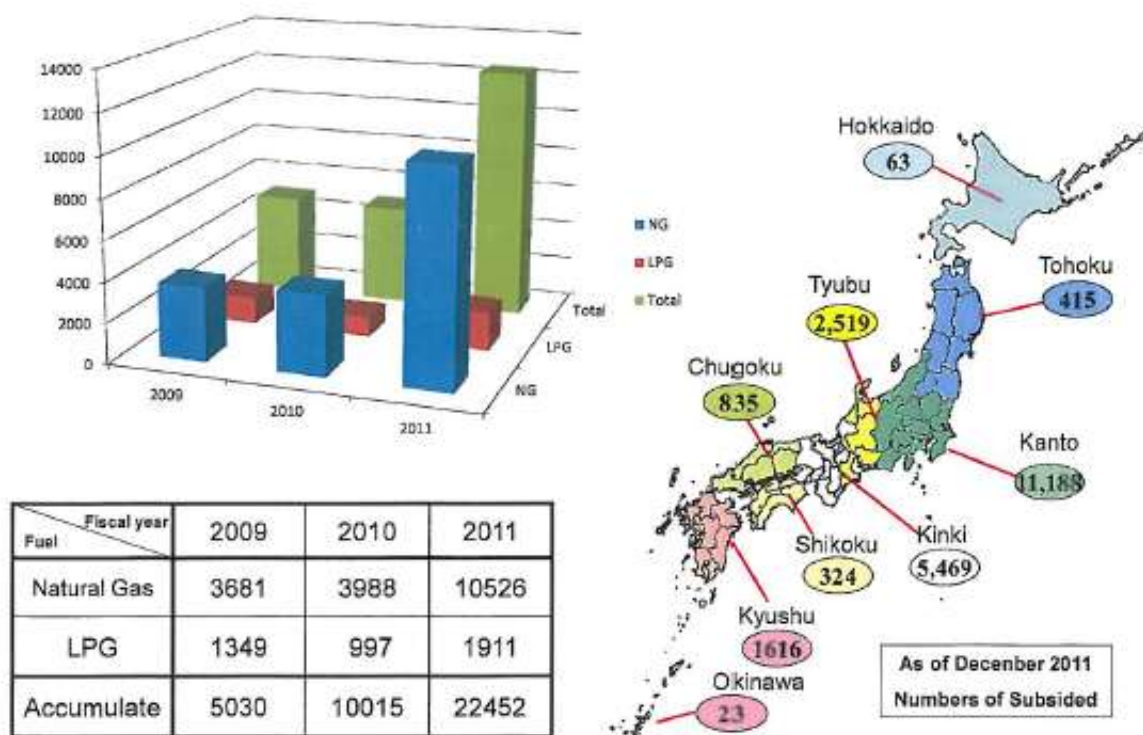 14000
12000
10000
8000
6000
4000
2000
0
2009
2010
2011
NG
LPG
Total
NG
LPG
Total
Fiscal year
Fuel
2009 2010 2011
Natural Gas 3681 3988 10526
LPG 1349 997 1911
Accumulate 5030 10015 22452
Hokkaido
63
Tohoku
415
Tyubu
2,519
Chugoku
835
Kanto
11,188
Kinki
5,469
Shikoku
324
Kyushu
1616
Okinawa
23
As of Decenber 2011
Numbers of Subsided